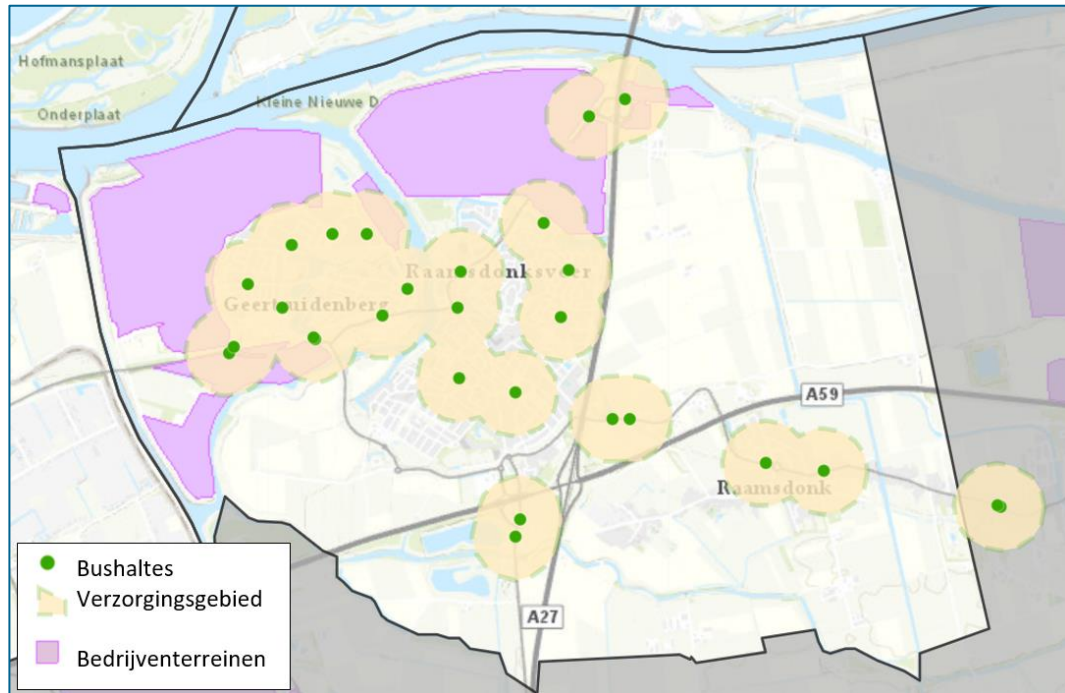 Hofmansplaat
Onderplaat
Kleine Nieuwe D
Raamsdonksveer
Geertruidenberg
A59
Raamsdonk
A27
Bushaltes
Verzorgingsgebied
Bedrijventerreinen